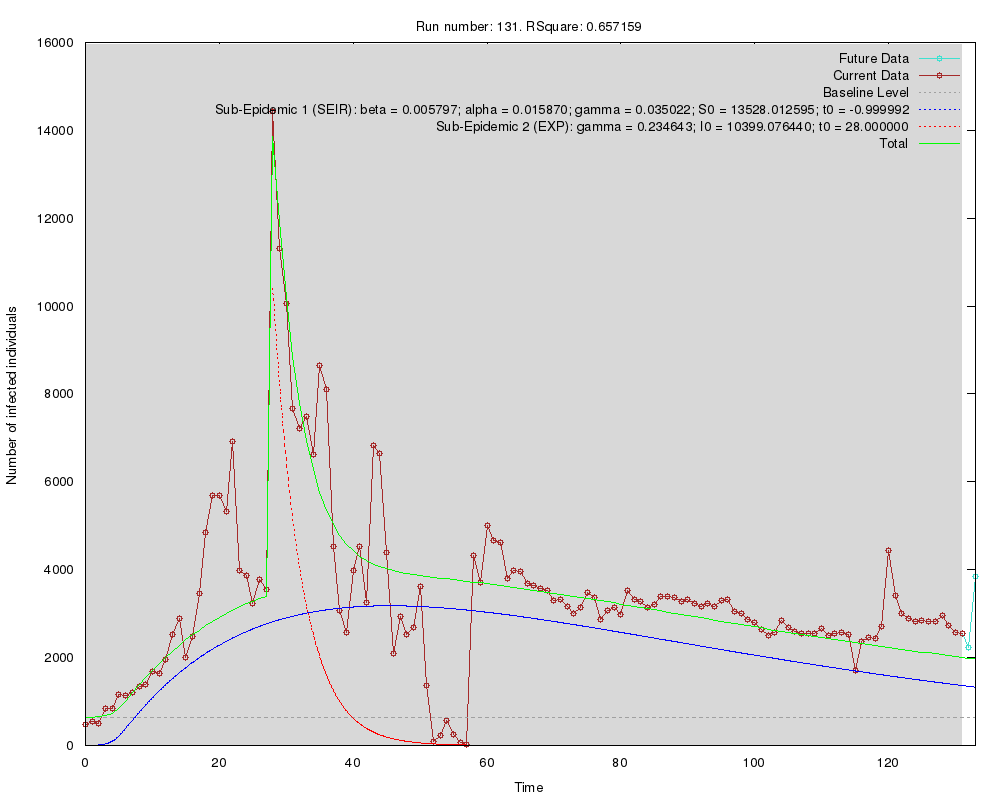 Run number: 131. RSquare: 0.657159
16000
14000
12000
10000
8000
6000
4000
2000
0
Number of infected individuals
Future Data
Current Data
Baseline Level
Sub-Epidemic 1 (SEIR): beta = 0.005797; alpha = 0.015870; gamma = 0.035022; S0 = 13528.012595; t0 = -0.999992
Sub-Epidemic 2 (EXP): gamma = 0.234643; I0 = 10399.076440; t0 = 28.000000
Total
0 20 40 60 80 100 120
Time